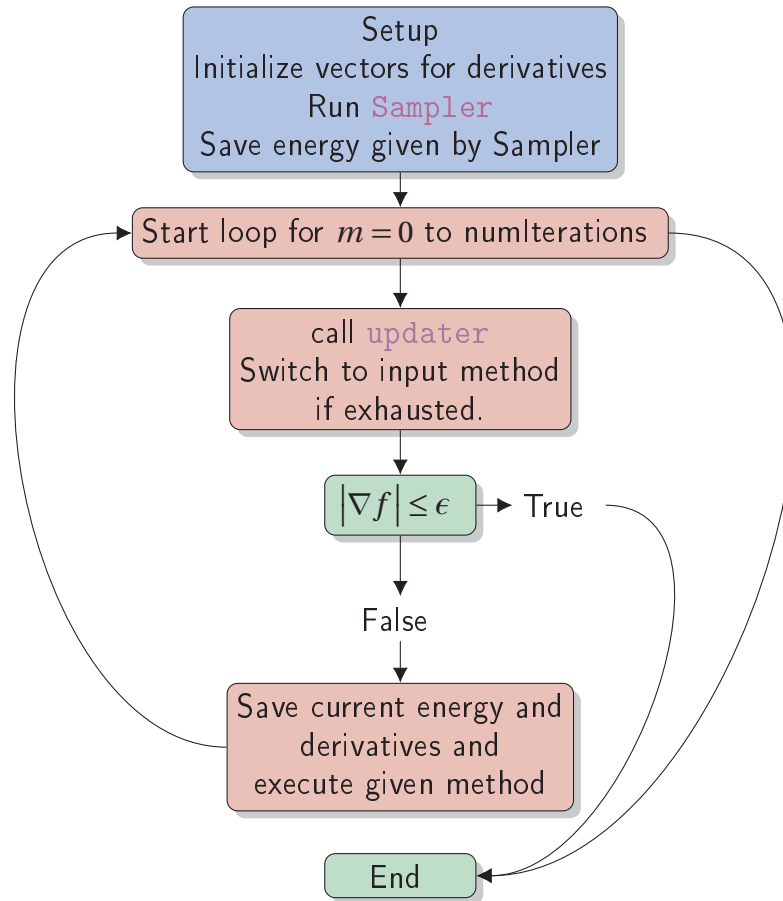 Setup
Initialize vectors for derivatives
Run Sampler
Save energy given by Sampler
Start loop for m = 0 to numIterations
call updater
Switch to input method
if exhausted.
|∇f| ≤ ϵ
True
False
Save current energy and
derivatives and
execute given method
End